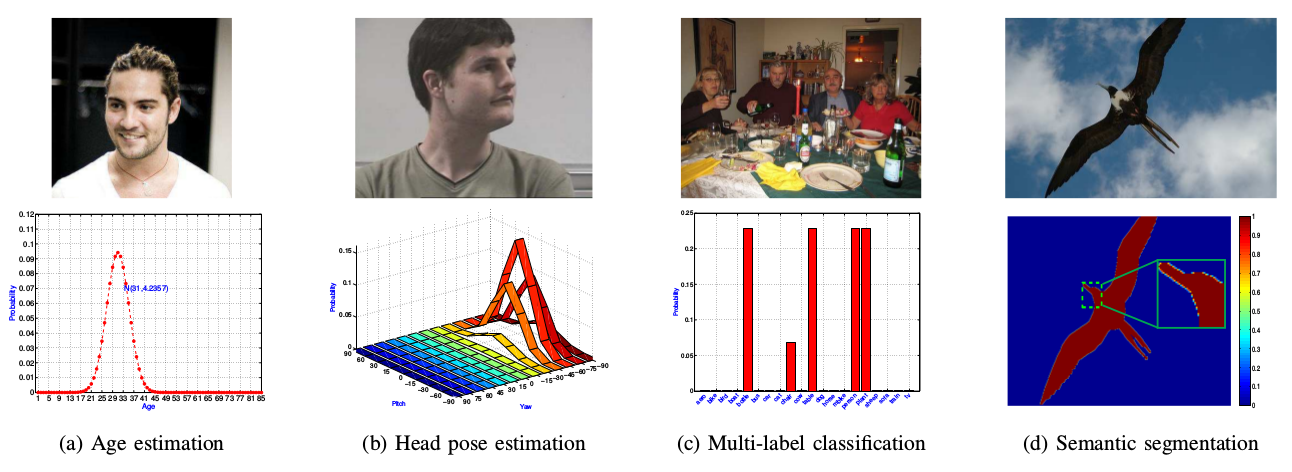 0.12
0.11
0.1
0.09
0.08
0.07
0.06
0.05
0.04
0.03
0.02
0.01
0
Probability
N(31,4.2357)
1 5 9 13 17 21 25 29 33 37 41 45 49 53 57 61 65 69 73 77 81 85
Age
0.15
0.1
0.05
0
Probability
90 60 30 15 0 −15 −30 −60 −90
Pitch
90 75 60 45 30 15 0 −15 −30 −45 −60 −75 −90
Yaw
0.25
0.2
0.15
0.1
0.05
0
Probability
aero bike bird boat bottle bus car cat chair cow table dog horse mbike person plant sheep sofa train tv
1
0.9
0.8
0.7
0.6
0.5
0.4
0.3
0.2
0.1
0
(a) Age estimation
(b) Head pose estimation
(c) Multi-label classification
(d) Semantic segmentation